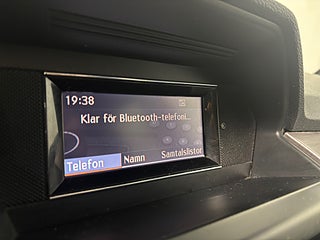 19:38
Klar för Bluetooth-telefoni...
Telefon Namn Samtalslistor